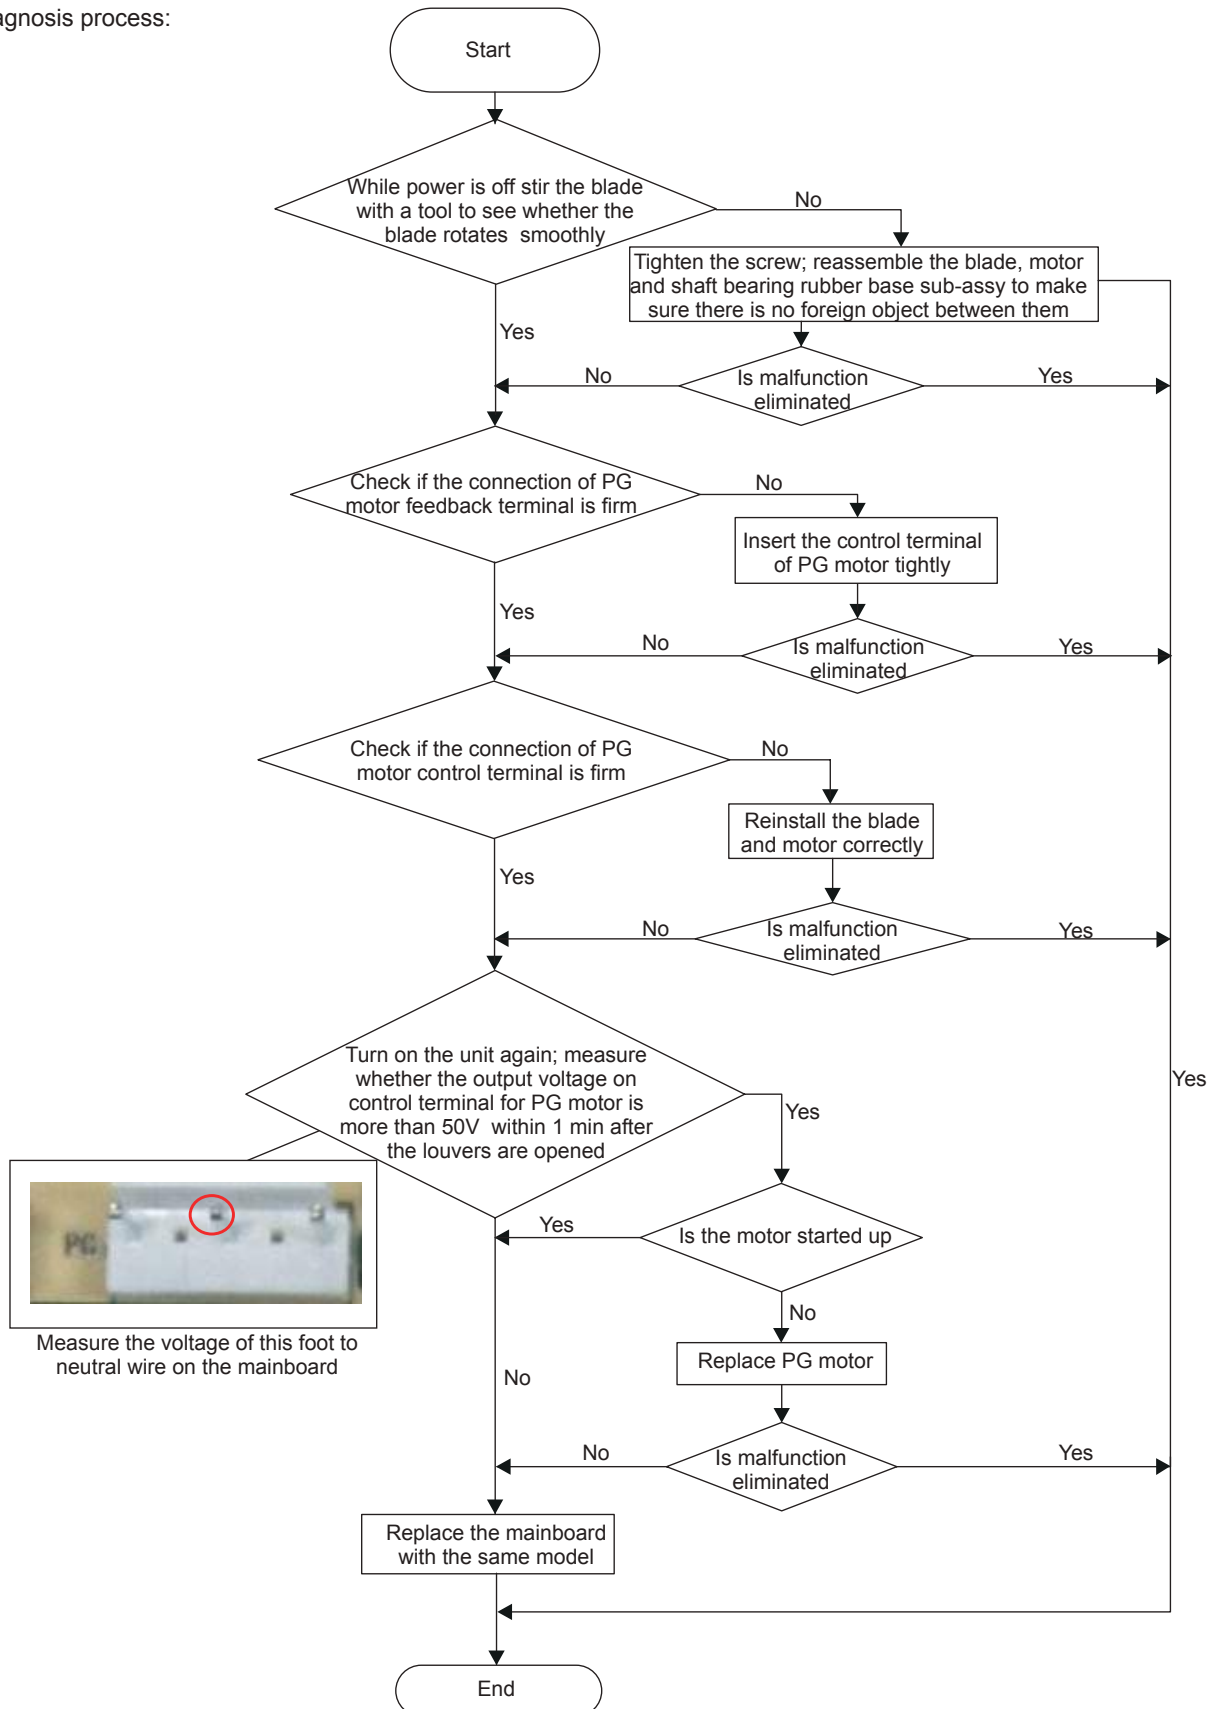 agnosis process:
Start
While power is off stir the blade
with a tool to see whether the
blade rotates smoothly
No
Tighten the screw; reassemble the blade, motor
and shaft bearing rubber base sub-assy to make
sure there is no foreign object between them
Yes
No
Is malfunction
eliminated
Yes
Check if the connection of PG
motor feedback terminal is firm
No
Insert the control terminal
of PG motor tightly
Yes
No
Is malfunction
eliminated
Yes
Check if the connection of PG
motor control terminal is firm
No
Reinstall the blade
and motor correctly
Yes
No
Is malfunction
eliminated
Yes
Turn on the unit again; measure
whether the output voltage on
control terminal for PG motor is
more than 50V within 1 min after
the louvers are opened
Yes
Yes
PG
Measure the voltage of this foot to
neutral wire on the mainboard
Yes
Is the motor started up
No
Replace PG motor
No
No
Is malfunction
eliminated
Yes
Replace the mainboard
with the same model
End